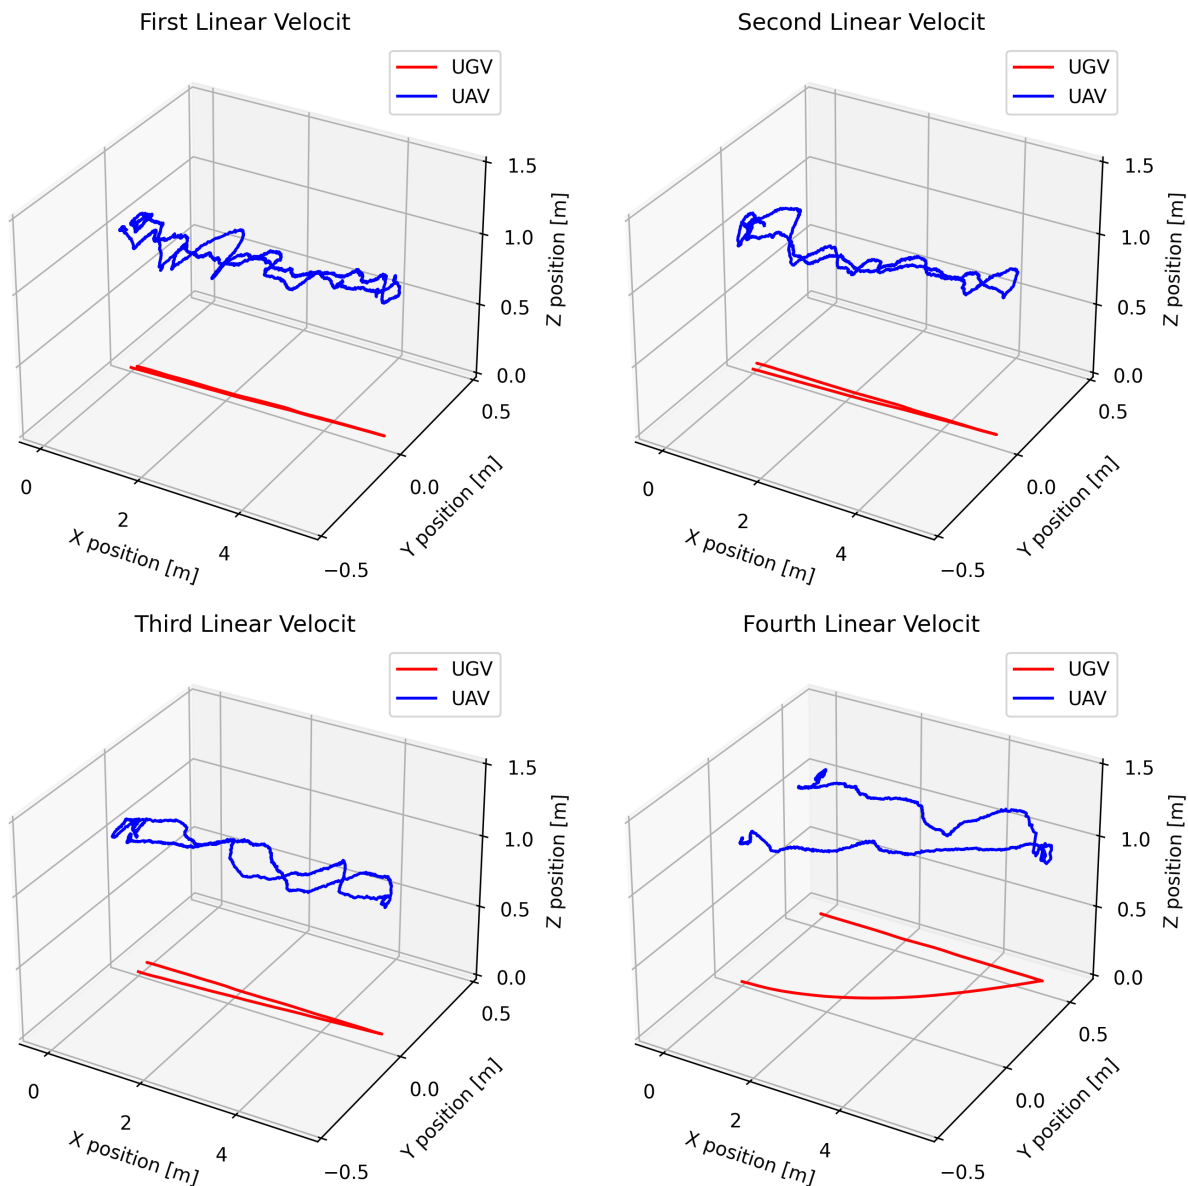 First Linear Velocit
UGV
UAV
1.5
1.0
0.5
0.0
Z position [m]
0.5
0.0
−0.5
Y position [m]
0
2
4
X position [m]
Second Linear Velocit
UGV
UAV
1.5
1.0
0.5
0.0
Z position [m]
0.5
0.0
−0.5
Y position [m]
0
2
4
X position [m]
Third Linear Velocit
UGV
UAV
1.5
1.0
0.5
0.0
Z position [m]
0.5
0.0
−0.5
Y position [m]
0
2
4
X position [m]
Fourth Linear Velocit
UGV
UAV
1.5
1.0
0.5
0.0
Z position [m]
0.5
0.0
−0.5
Y position [m]
0
2
4
X position [m]